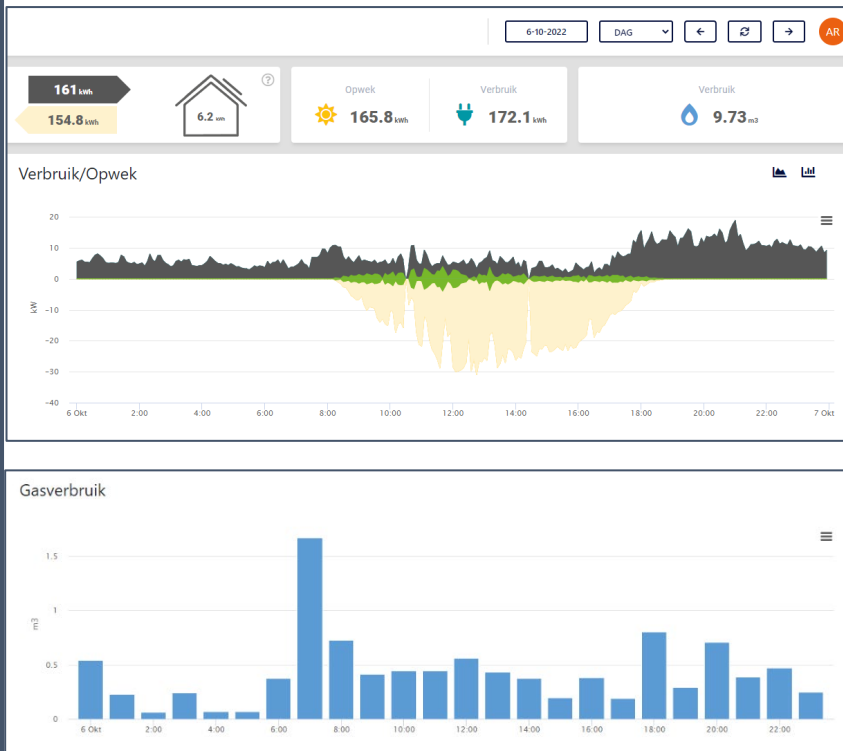 6-10-2022 DAG AR
161 kWh
154.8 kWh
6.2
Opwek
165.8 kWh
Verbruik
172.1 kWh
Verbruik
9.73 m3
Verbruik/Opwek
20
10
0
-10
-20
-30
-40
kW
6 Okt 2:00 4:00 6:00 8:00 10:00 12:00 14:00 16:00 18:00 20:00 22:00 7 Okt
Gasverbruik
1.5
1
0.5
0
m3
6 Okt 2:00 4:00 6:00 8:00 10:00 12:00 14:00 16:00 18:00 20:00 22:00